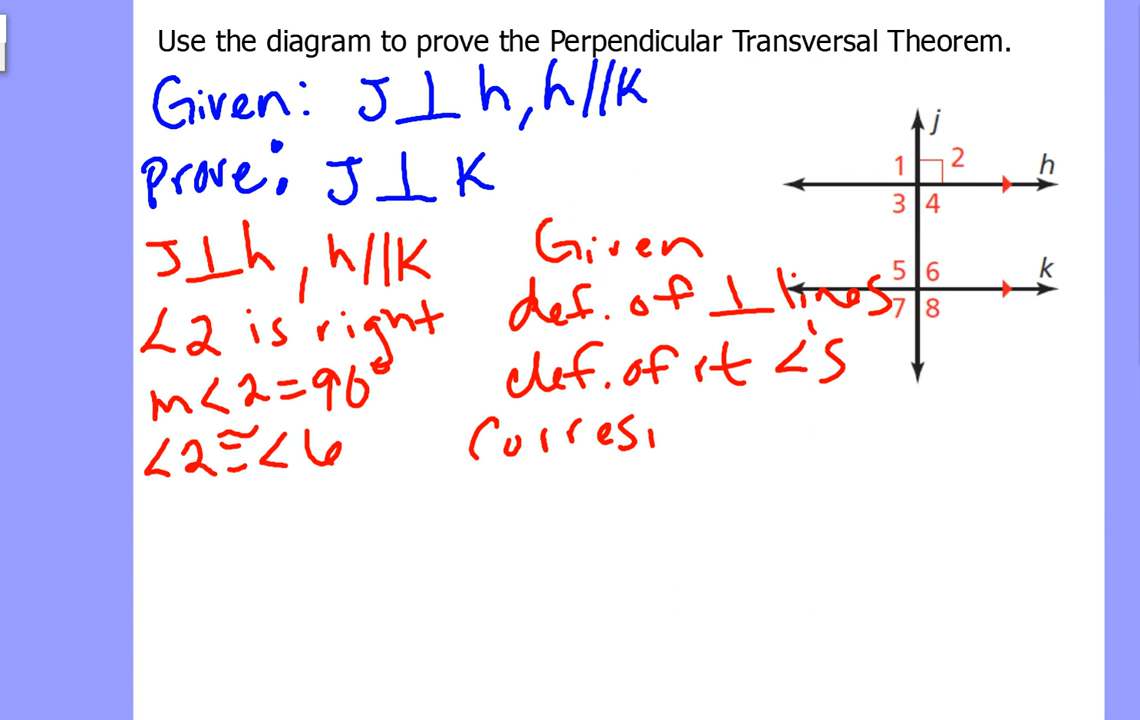 Use the diagram to prove the Perpendicular Transversal Theorem.
Given: J ⊥ h, h//K
Prove: J ⊥ K
J⊥h, h||K Given
∠2 is right def. of ⊥ lines
m∠2=90° def. of rt ∠'s
∠2≅∠6 Corres
j
1 2 h
3 4
5 6 k
7 8